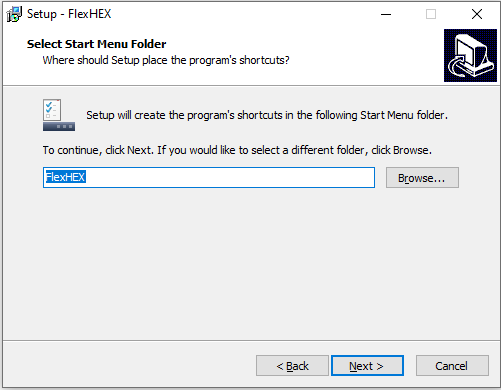 Setup - FlexHEX
Select Start Menu Folder
Where should Setup place the program's shortcuts?
Setup will create the program's shortcuts in the following Start Menu folder.
To continue, click Next. If you would like to select a different folder, click Browse.
FlexHEX
Browse...
< Back
Next >
Cancel